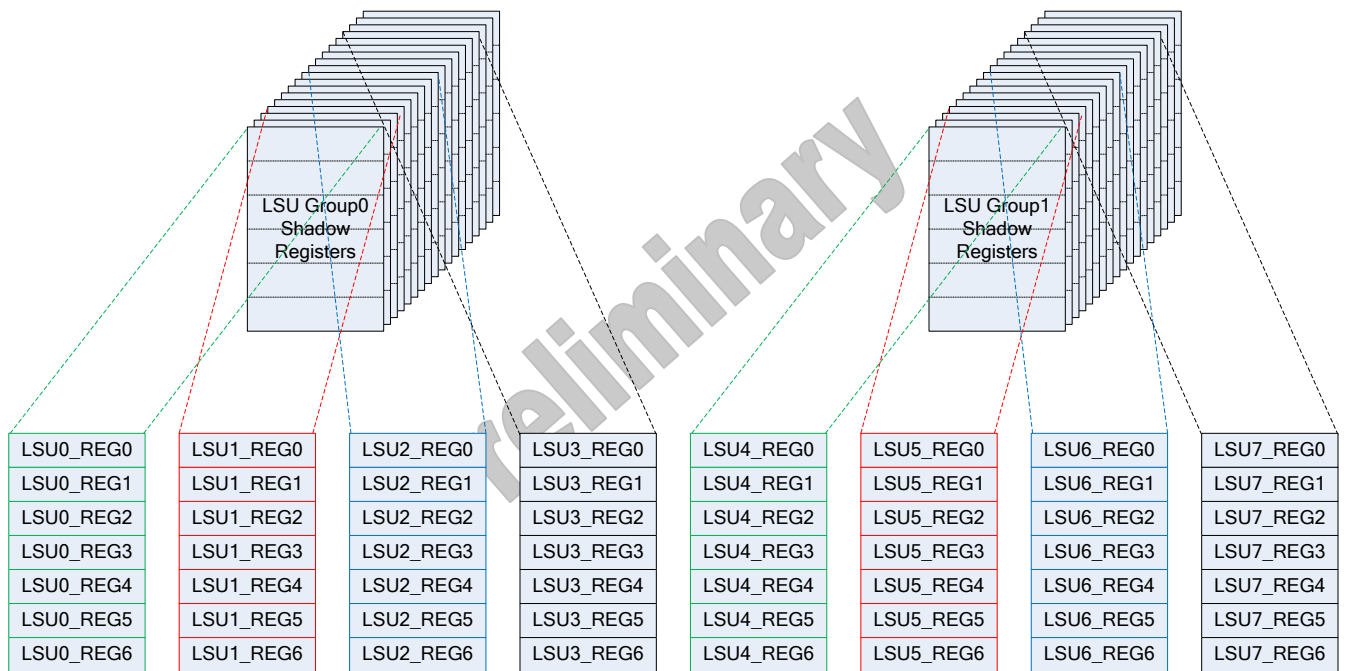 LSU Group0
Shadow
Registers
LSU Group1
Shadow
Registers
reliminary
LSU0_REG0 LSU1_REG0 LSU2_REG0 LSU3_REG0 LSU4_REG0 LSU5_REG0 LSU6_REG0 LSU7_REG0
LSU0_REG1 LSU1_REG1 LSU2_REG1 LSU3_REG1 LSU4_REG1 LSU5_REG1 LSU6_REG1 LSU7_REG1
LSU0_REG2 LSU1_REG2 LSU2_REG2 LSU3_REG2 LSU4_REG2 LSU5_REG2 LSU6_REG2 LSU7_REG2
LSU0_REG3 LSU1_REG3 LSU2_REG3 LSU3_REG3 LSU4_REG3 LSU5_REG3 LSU6_REG3 LSU7_REG3
LSU0_REG4 LSU1_REG4 LSU2_REG4 LSU3_REG4 LSU4_REG4 LSU5_REG4 LSU6_REG4 LSU7_REG4
LSU0_REG5 LSU1_REG5 LSU2_REG5 LSU3_REG5 LSU4_REG5 LSU5_REG5 LSU6_REG5 LSU7_REG5
LSU0_REG6 LSU1_REG6 LSU2_REG6 LSU3_REG6 LSU4_REG6 LSU5_REG6 LSU6_REG6 LSU7_REG6